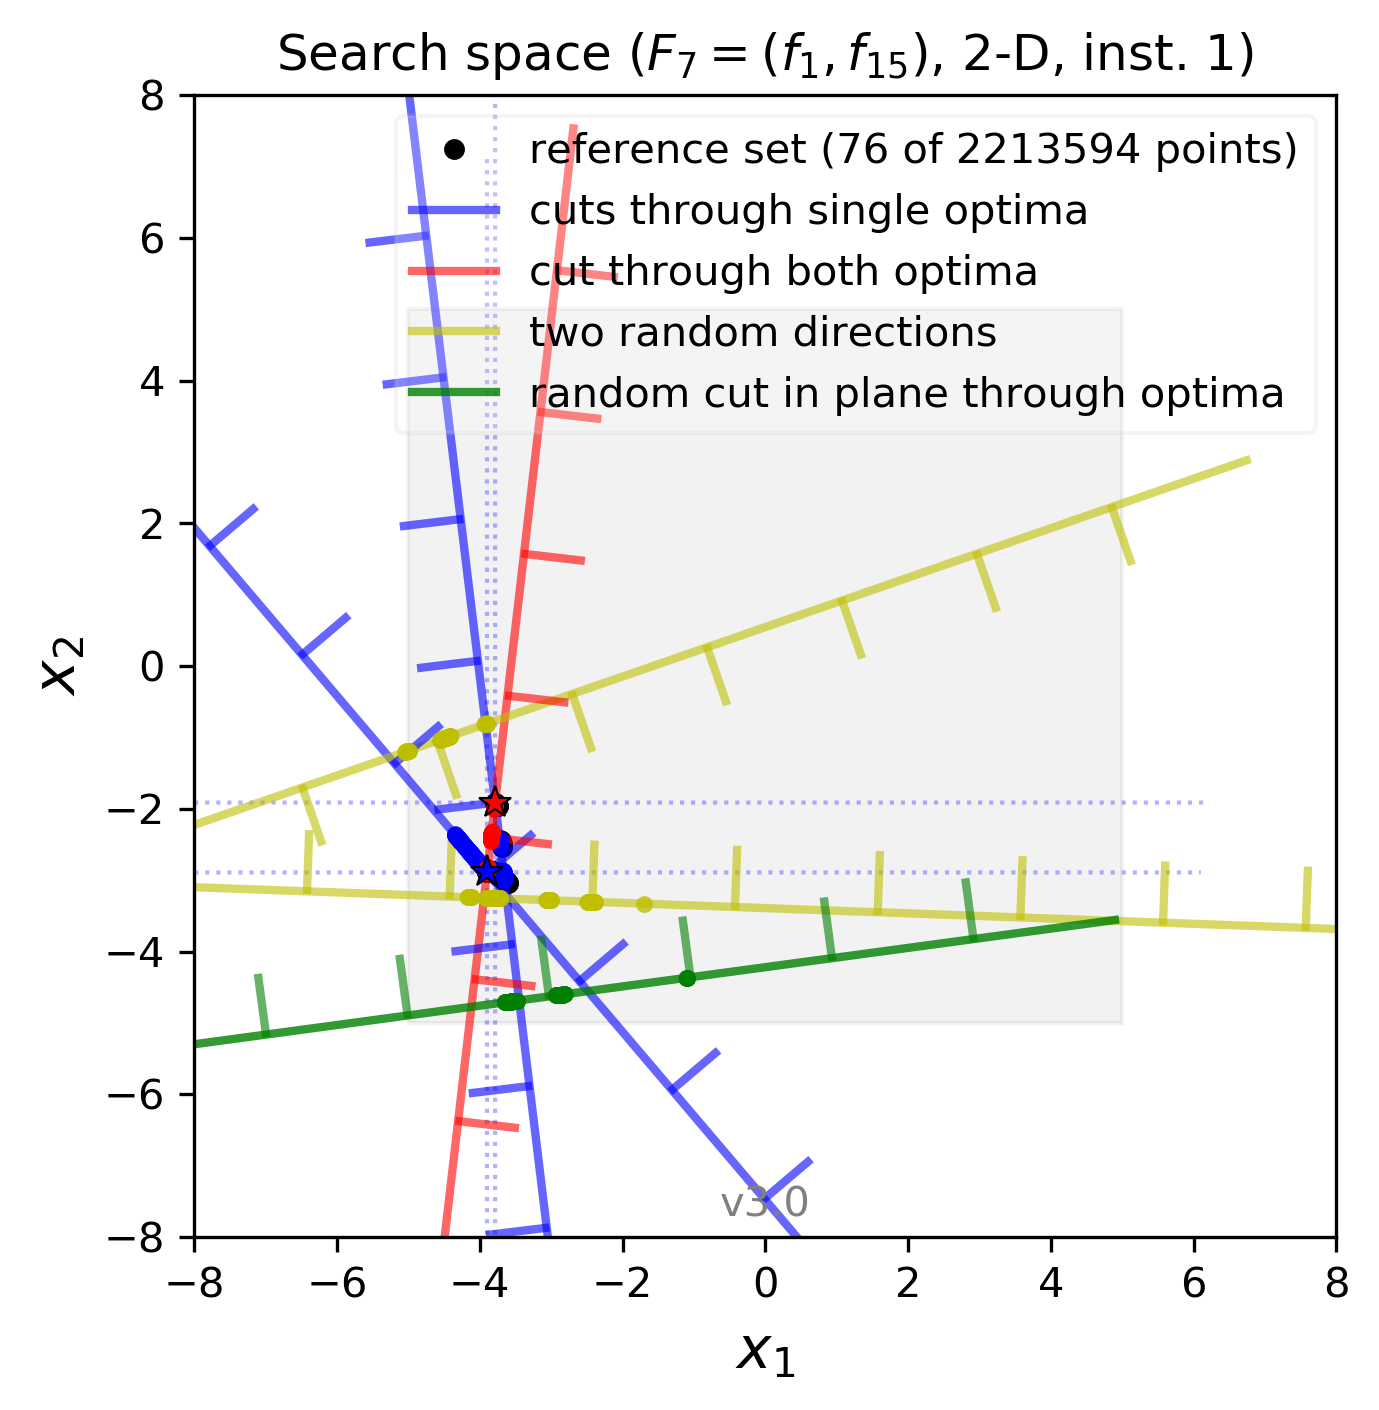 Search space (F₇ = (f₁, f₁₅), 2-D, inst. 1)
reference set (76 of 2213594 points)
cuts through single optima
cut through both optima
two random directions
random cut in plane through optima
8
6
4
2
0
−2
−4
−6
−8
x₂
v3.0
−8 −6 −4 −2 0 2 4 6 8
x₁